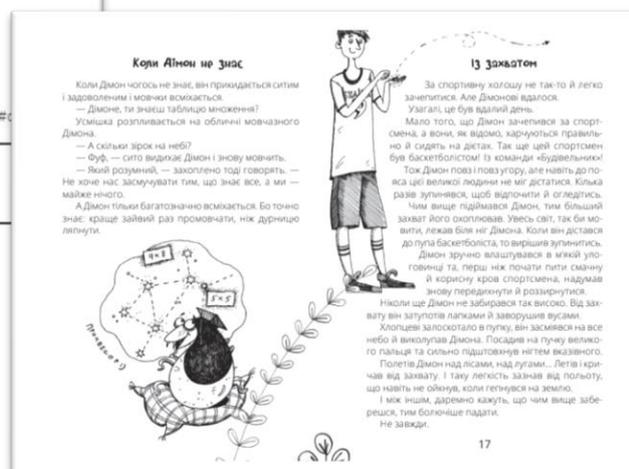 Коли Дімон не знає
Коли Дімон чогось не знає, він прикидається ситим
і задоволеним і мовчки всміхається.
— Дімоне, ти знаєш таблицю множення?
Усмішка розпливається на обличчі мовчазного
Дімона.
— А скільки зірок на небі?
— Фуф, — сито видихає Дімон і знову мовчить.
— Який розумний, — захоплено тоді говорять. —
Не хоче нас засмучувати тим, що знає все, а ми —
майже нічого.
А Дімон тільки багатозначно всміхається. Бо точно
знає: краще зайвий раз промовчати, ніж дурницю
ляпнути.
4×8
5×5
Із захватом
За спортивну холошу не так-то й легко
зачепитися. Але Дімонові вдалося.
Узагалі, це був вдалий день.
Мало того, що Дімон зачепився за спорт-
смена, а вони, як відомо, харчуються правиль-
но й сидять на дієтах. Так ще цей спортсмен
був баскетболістом! Із команди «Будівельник»!
Тож Дімон повз і повз угору, але навіть до по-
яса цієї великої людини не міг дістатися. Кілька
разів зупинявся, щоб відпочити й огледітись.
Чим вище підіймався Дімон, тим більший
захват його охоплював. Увесь світ, так би мо-
вити, лежав біля ніг Дімона. Коли він дістався
до пупа баскетболіста, то вирішив зупинитись.
Дімон зручно влаштувався в м'якій уло-
говинці та, перш ніж почати пити смачну
й корисну кров спортсмена, надумав
знову передихнути й роззирнутися.
Ніколи ще Дімон не забирався так високо. Від зах-
вату він затупотів лапками й заворушив вусами.
Хлопцеві залоскотало в пупку, він засміявся на все
небо й виколупав Дімона. Посадив на пучку велико-
го пальця та сильно підштовхнув нігтем вказівного.
Полетів Дімон над лісами, над лугами... Летів і кри-
чав від захвату. І таку легкість зазнав від польоту,
що навіть не ойкнув, коли гепнувся на землю.
І між іншим, даремно кажуть, що чим вище забе-
решся, тим болючіше падати.
Не завжди.
17